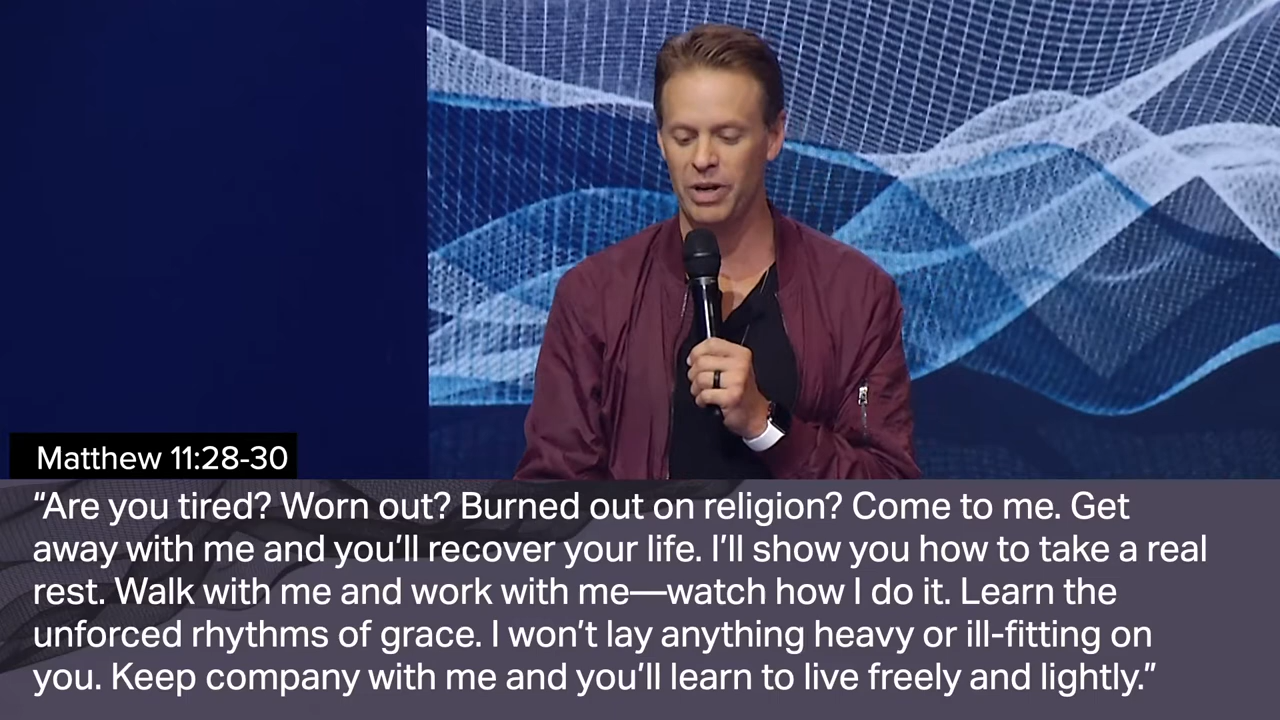 Matthew 11:28-30
“Are you tired? Worn out? Burned out on religion? Come to me. Get
away with me and you’ll recover your life. I’ll show you how to take a real
rest. Walk with me and work with me—watch how I do it. Learn the
unforced rhythms of grace. I won’t lay anything heavy or ill-fitting on
you. Keep company with me and you’ll learn to live freely and lightly.”